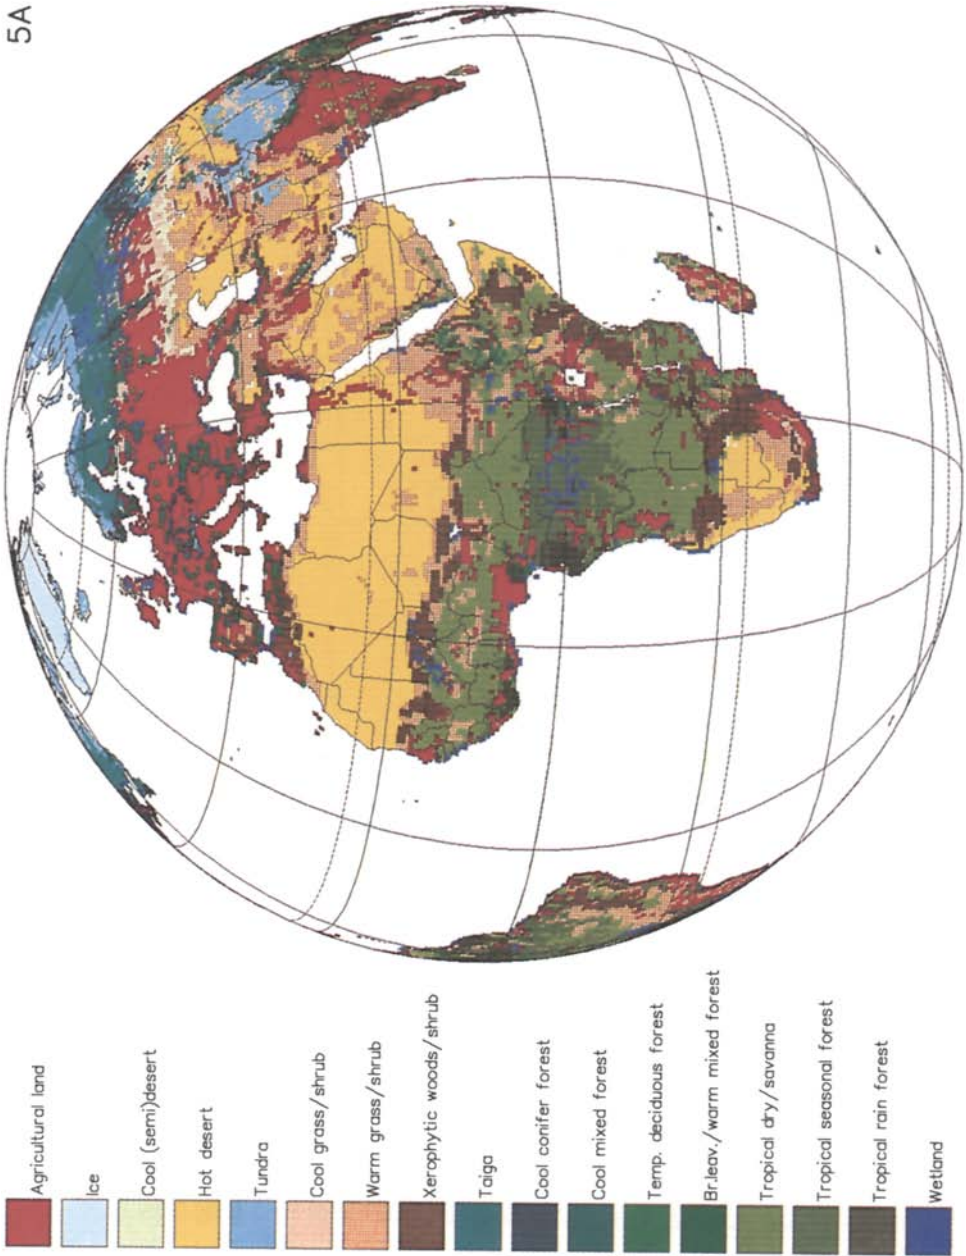 5A
Agricultural land
Ice
Cool (semi)desert
Hot desert
Tundra
Cool grass/shrub
Warm grass/shrub
Xerophytic woods/shrub
Taiga
Cool conifer forest
Cool mixed forest
Temp. deciduous forest
Br.leav./warm mixed forest
Tropical dry/savanna
Tropical seasonal forest
Tropical rain forest
Wetland